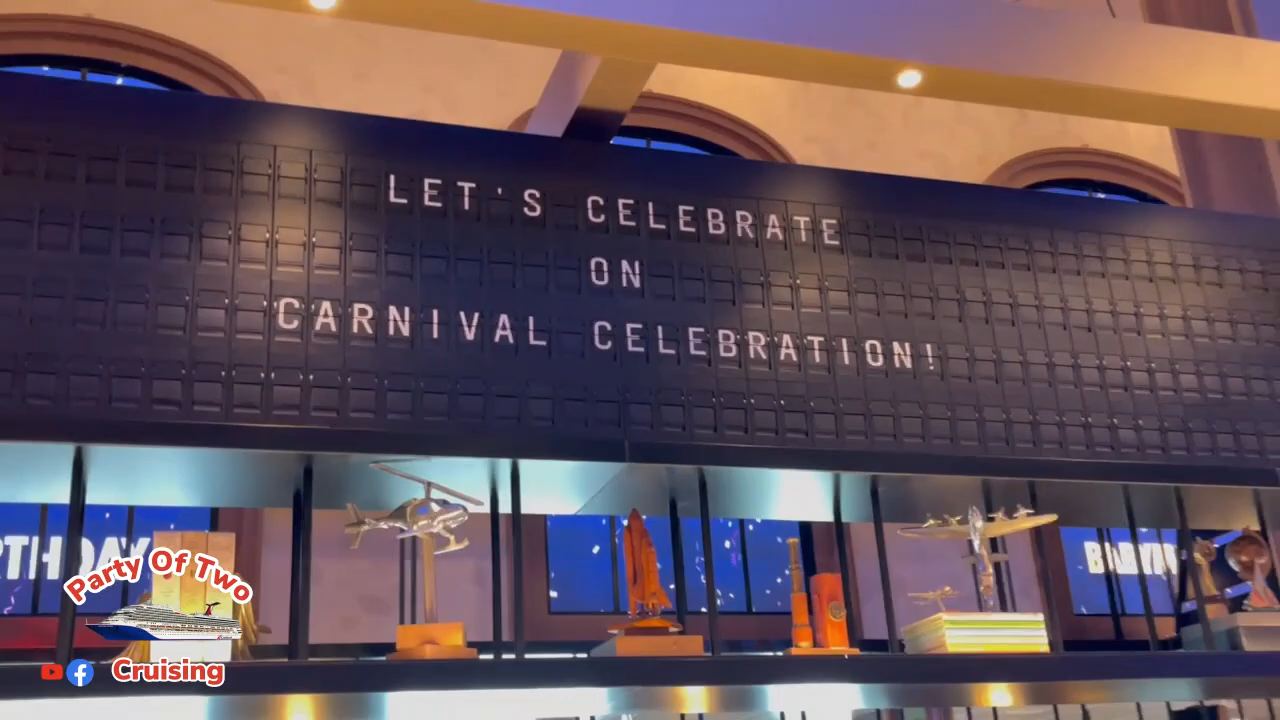 LET'S CELEBRATE
ON
CARNIVAL CELEBRATION!
Party Of Two
Cruising